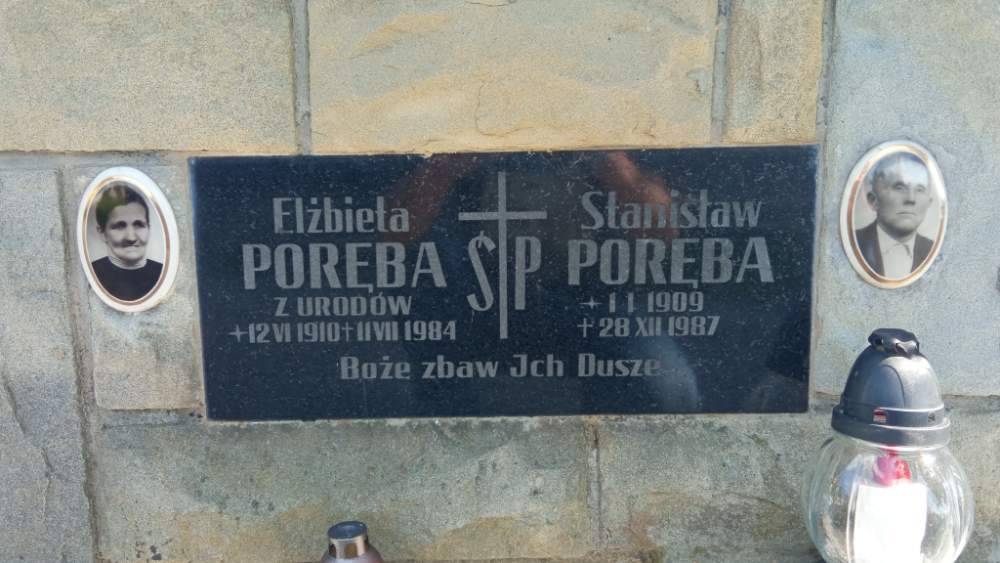 Elżbieta
PORĘBA
Z URODÓW
+12 VI 1910 + 11 VII 1984
ŚP
Stanisław
PORĘBA
+ 1 I 1909
+ 28 XII 1987
Boże zbaw Jch Dusze